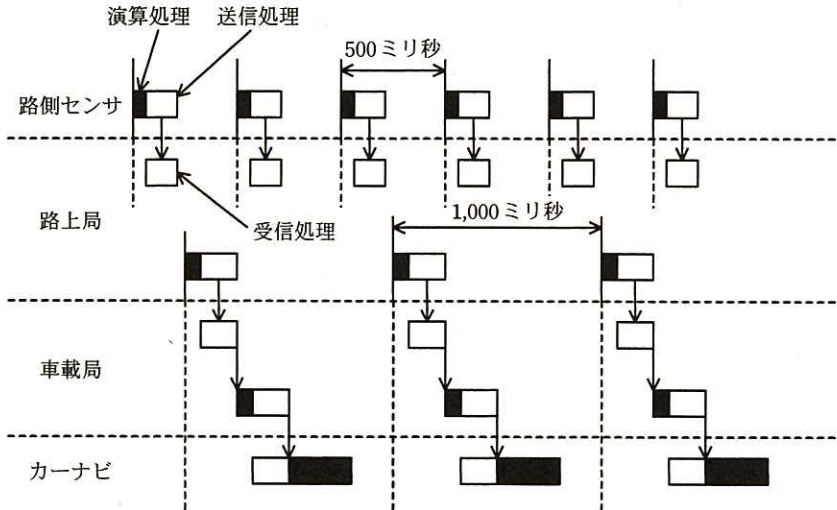 演算処理
送信処理
500ミリ秒
路側センサ
路上局
受信処理
1,000ミリ秒
車載局
カーナビ